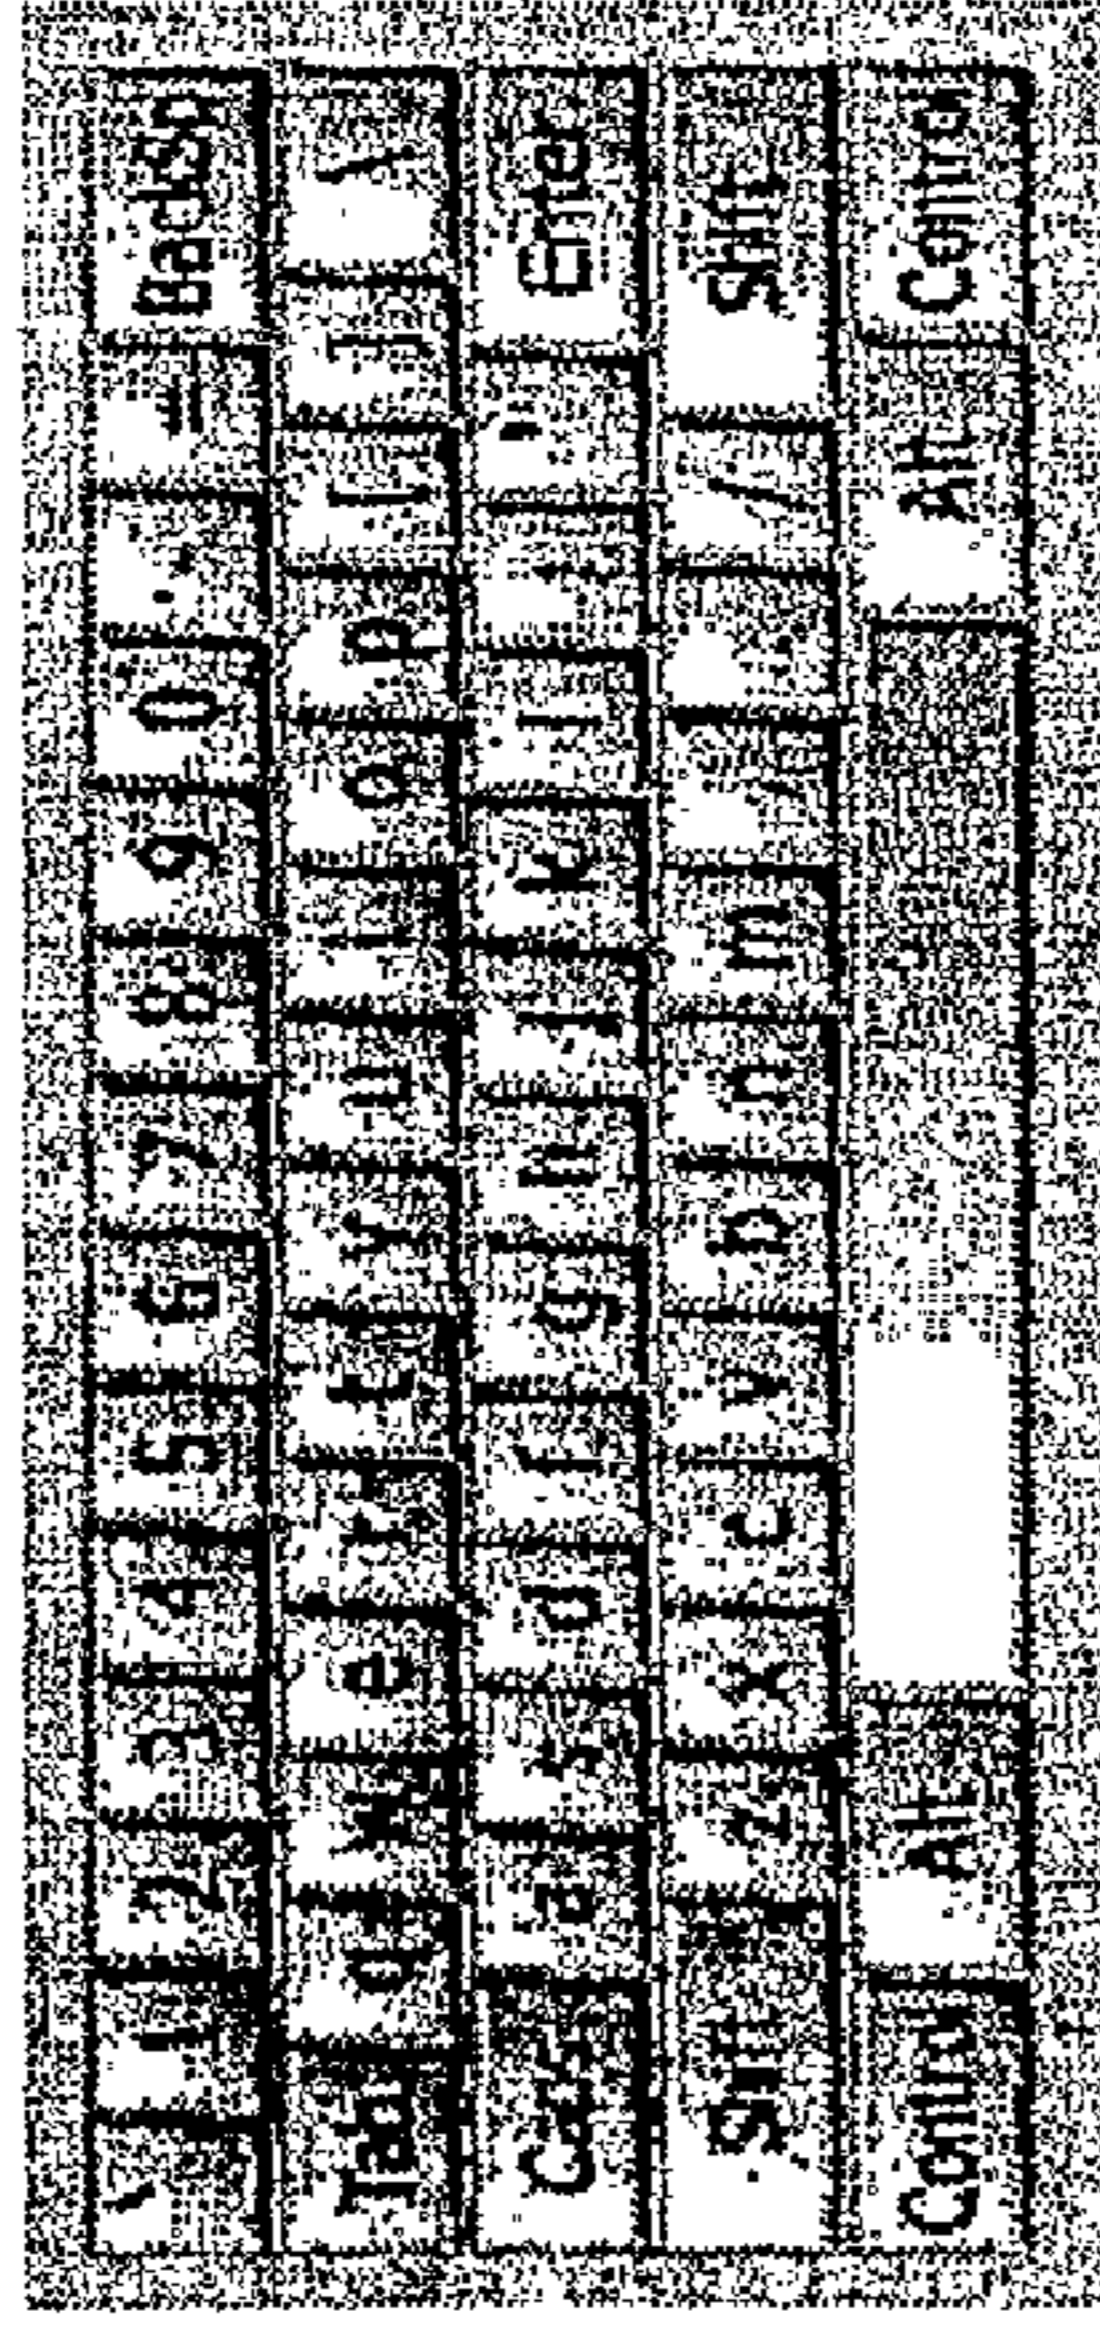 ` 1 2 3 4 5 6 7 8 9 0 - = Backsp
Tab q w e r t y u i o p [ ] \
Caps a s d f g h j k l ; ' Enter
Shift z x c v b n m , . / Shift
Control Alt Alt Control